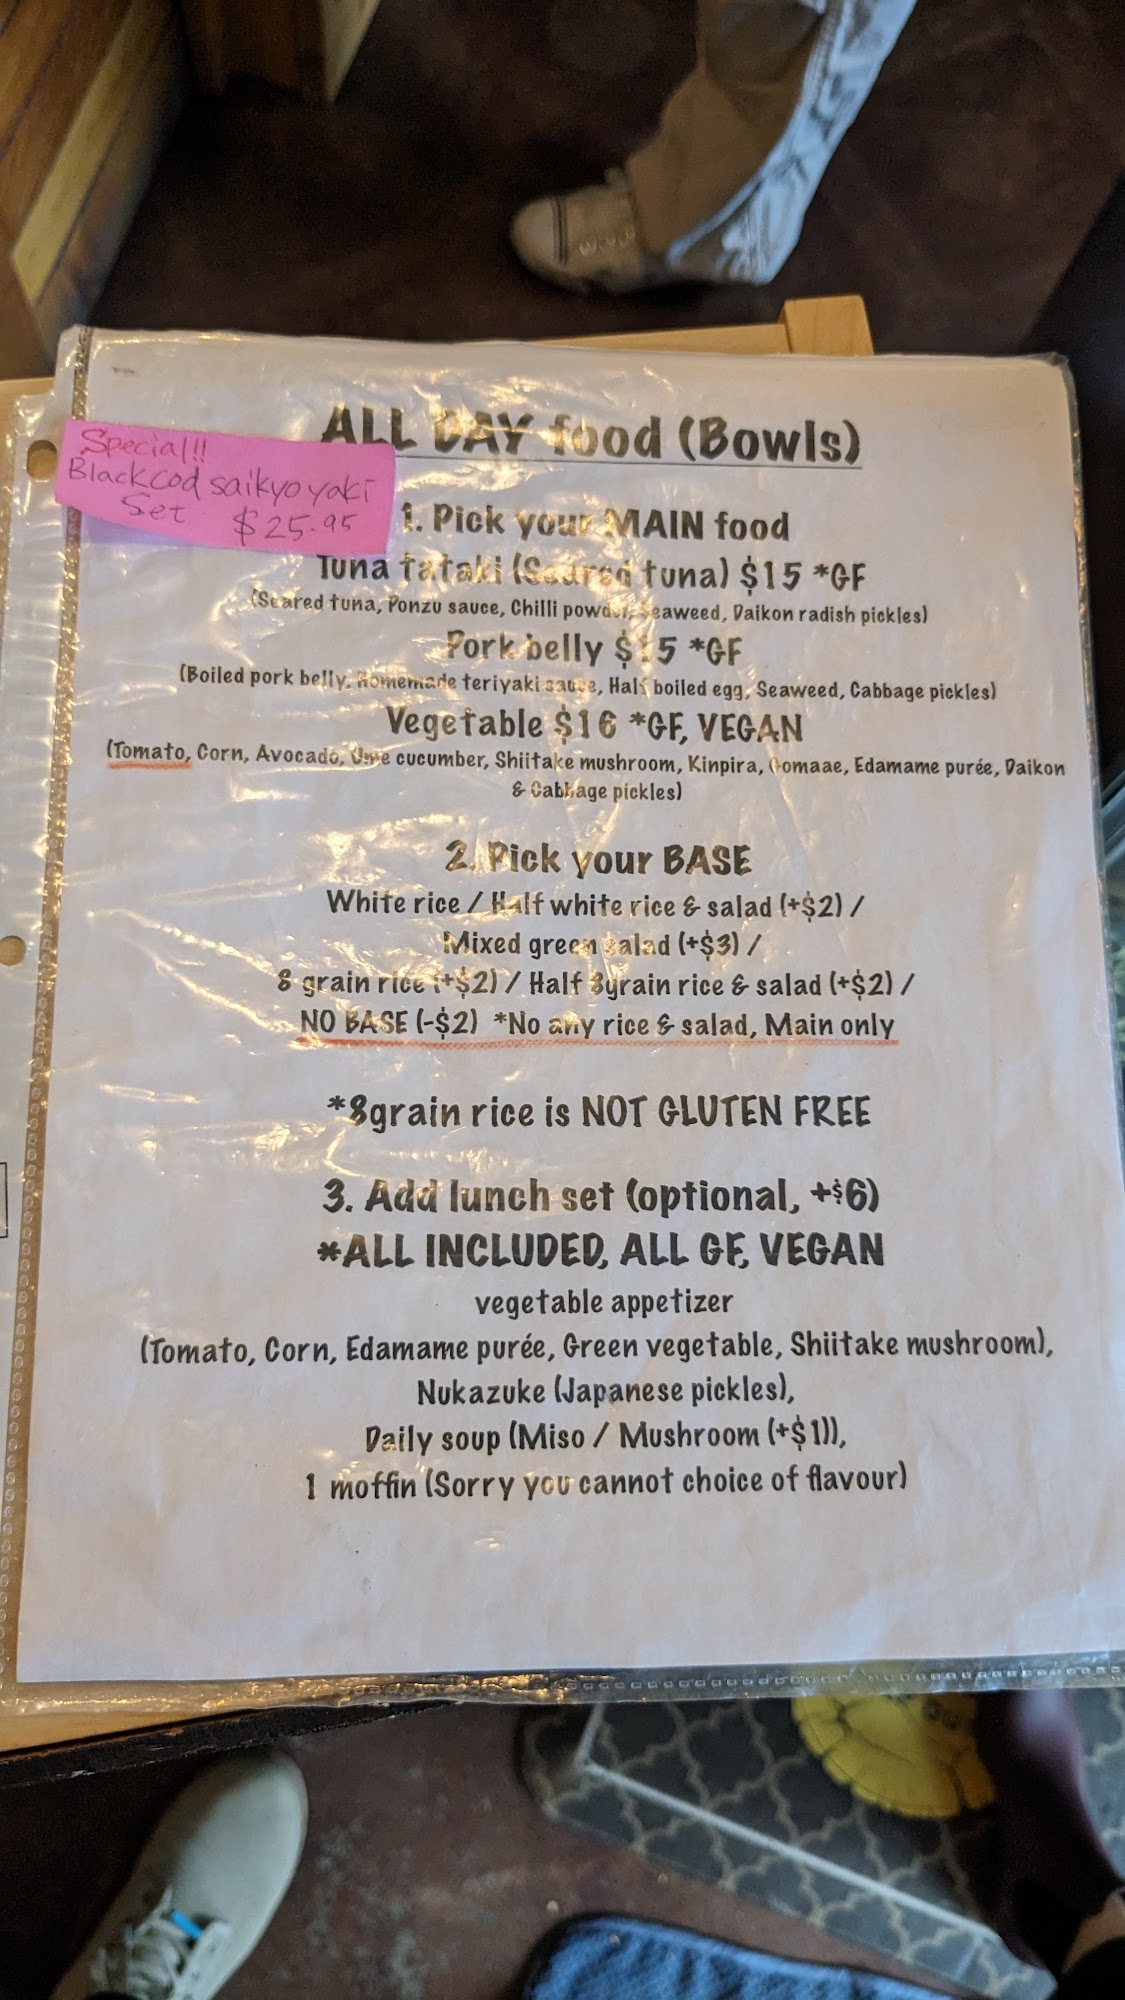 ALL DAY food (Bowls)
Special!!
Blackcod saikyoyaki
Set $25.95
1. Pick your MAIN food
Tuna tataki (Seared tuna) $15 *GF
(Seared tuna, Ponzu sauce, Chilli powder, Seaweed, Daikon radish pickles)
Pork belly $15 *GF
(Boiled pork belly, Homemade teriyaki sauce, Half boiled egg, Seaweed, Cabbage pickles)
Vegetable $16 *GF, VEGAN
(Tomato, Corn, Avocado, Ume cucumber, Shiitake mushroom, Kinpira, Gomaae, Edamame purée, Daikon
& Cabbage pickles)
2. Pick your BASE
White rice / Half white rice & salad (+$2) /
Mixed green salad (+$3) /
8 grain rice (+$2) / Half 8grain rice & salad (+$2) /
NO BASE (-$2) *No any rice & salad, Main only
*8grain rice is NOT GLUTEN FREE
3. Add lunch set (optional, +$6)
*ALL INCLUDED, ALL GF, VEGAN
vegetable appetizer
(Tomato, Corn, Edamame purée, Green vegetable, Shiitake mushroom),
Nukazuke (Japanese pickles),
Daily soup (Miso / Mushroom (+$1)),
1 moffin (Sorry you cannot choice of flavour)